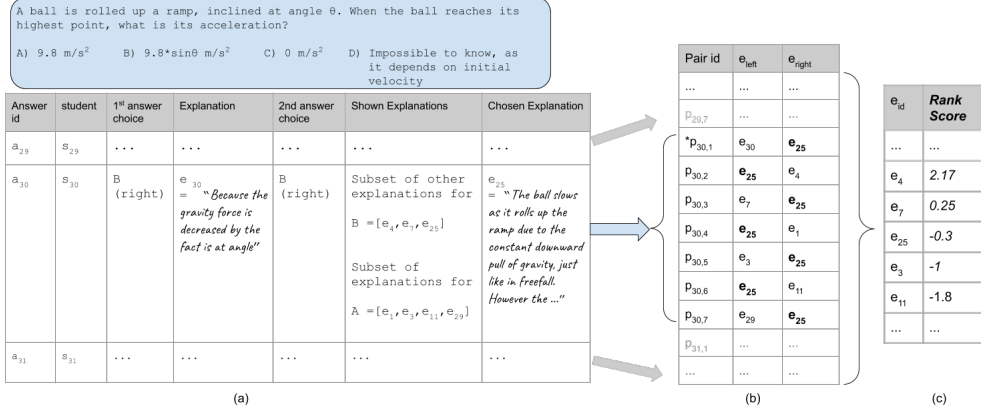 A ball is rolled up a ramp, inclined at angle θ. When the ball reaches its
highest point, what is its acceleration?
A) 9.8 m/s² B) 9.8*sinθ m/s² C) 0 m/s² D) Impossible to know, as
it depends on initial
velocity
Answer id student 1st answer choice Explanation 2nd answer choice Shown Explanations Chosen Explanation
a29 s29 ... ... ... ... ...
a30 s30 B (right) e30 = "Because the gravity force is decreased by the fact is at angle" B (right) Subset of other explanations for B =[e4,e7,e25] Subset of explanations for A =[e1,e3,e11,e29] e25 = "The ball slows as it rolls up the ramp due to the constant downward pull of gravity, just like in freefall. However the ..."
a31 s31 ... ... ... ... ...
(a)
Pair id eleft eright
... ... ...
p29,7 ... ...
*p30,1 e30 e25
p30,2 e25 e4
p30,3 e7 e25
p30,4 e25 e1
p30,5 e3 e25
p30,6 e25 e11
p30,7 e29 e25
p31,1 ... ...
... ... ...
(b)
eid Rank Score
... ...
e4 2.17
e7 0.25
e25 -0.3
e3 -1
e11 -1.8
... ...
(c)